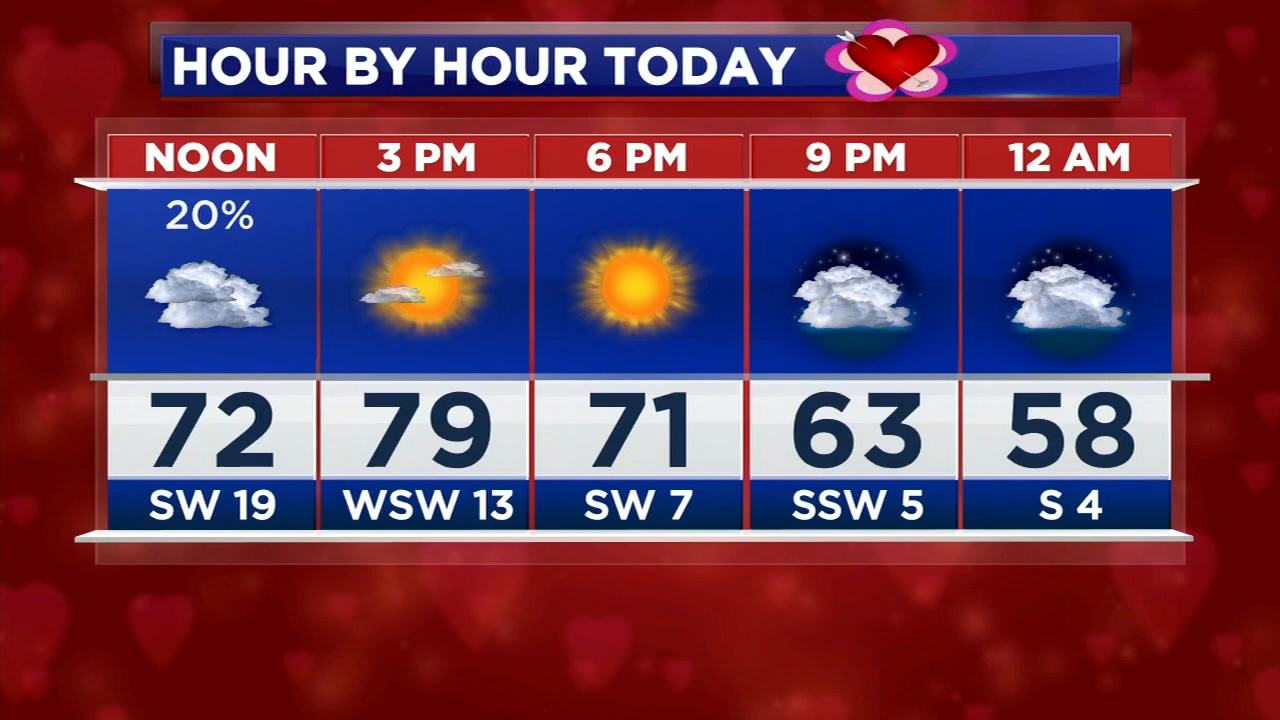 HOUR BY HOUR TODAY
NOON 3 PM 6 PM 9 PM 12 AM
20%
72 79 71 63 58
SW 19 WSW 13 SW 7 SSW 5 S 4